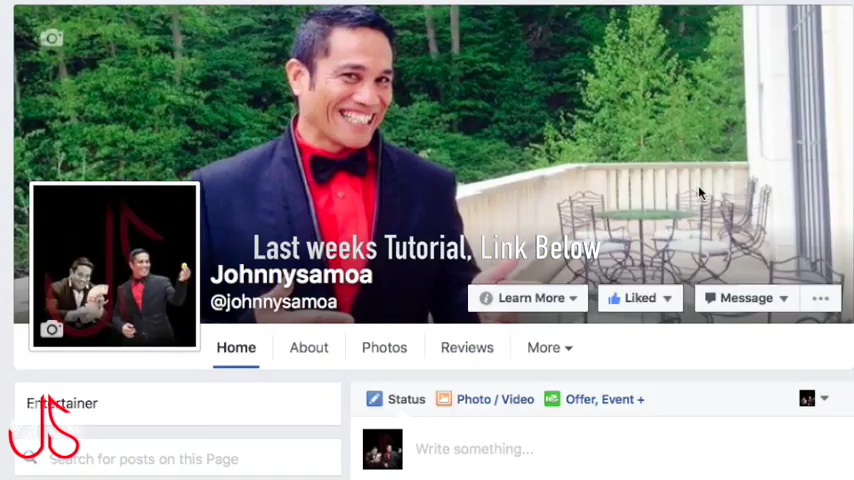 Last weeks Tutorial, Link Below
Johnnysamoa
@johnnysamoa
Learn More
Liked
Message
Home
About
Photos
Reviews
More
Entertainer
Status
Photo / Video
Offer, Event +
Write something...
Search for posts on this Page
JS